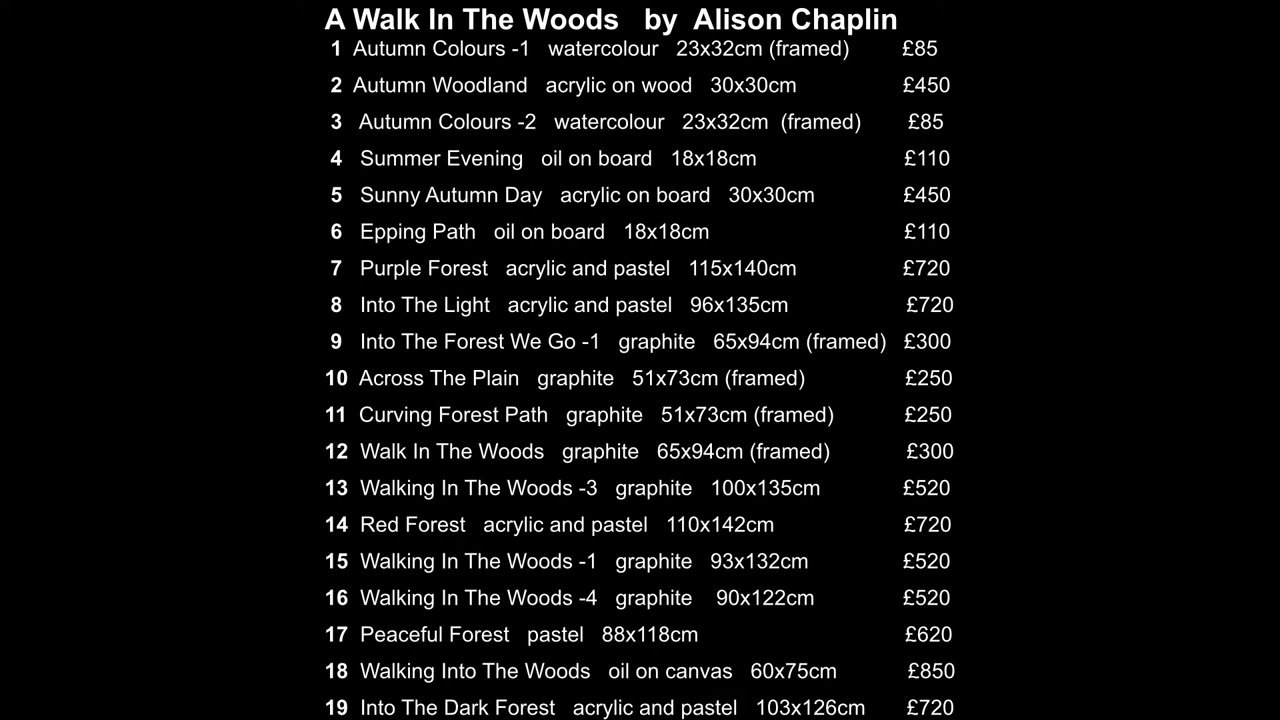 A Walk In The Woods by Alison Chaplin
1 Autumn Colours -1 watercolour 23x32cm (framed) £85
2 Autumn Woodland acrylic on wood 30x30cm £450
3 Autumn Colours -2 watercolour 23x32cm (framed) £85
4 Summer Evening oil on board 18x18cm £110
5 Sunny Autumn Day acrylic on board 30x30cm £450
6 Epping Path oil on board 18x18cm £110
7 Purple Forest acrylic and pastel 115x140cm £720
8 Into The Light acrylic and pastel 96x135cm £720
9 Into The Forest We Go -1 graphite 65x94cm (framed) £300
10 Across The Plain graphite 51x73cm (framed) £250
11 Curving Forest Path graphite 51x73cm (framed) £250
12 Walk In The Woods graphite 65x94cm (framed) £300
13 Walking In The Woods -3 graphite 100x135cm £520
14 Red Forest acrylic and pastel 110x142cm £720
15 Walking In The Woods -1 graphite 93x132cm £520
16 Walking In The Woods -4 graphite 90x122cm £520
17 Peaceful Forest pastel 88x118cm £620
18 Walking Into The Woods oil on canvas 60x75cm £850
19 Into The Dark Forest acrylic and pastel 103x126cm £720